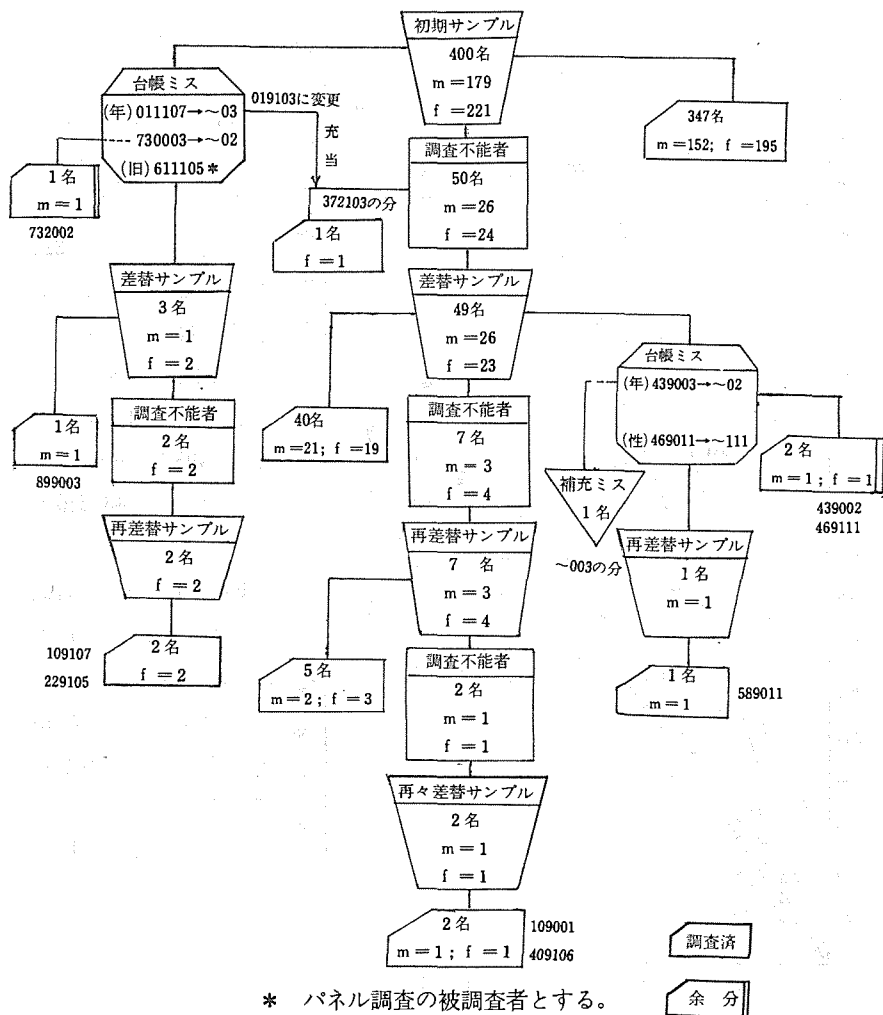 初期サンプル
400名
m=179
f=221
台帳ミス
(年) 011107→~03
730003→~02
(旧) 611105*
019103に変更
充
当
347名
m=152; f=195
1名
m=1
732002
調査不能者
50名
m=26
f=24
372103の分
1名
f=1
差替サンプル
3名
m=1
f=2
差替サンプル
49名
m=26
f=23
台帳ミス
(年) 439003→~02
(性) 469011→~111
1名
m=1
899003
調査不能者
2名
f=2
40名
m=21; f=19
調査不能者
7名
m=3
f=4
補充ミス
1名
~003の分
2名
m=1; f=1
439002
469111
再差替サンプル
2名
f=2
再差替サンプル
7名
m=3
f=4
再差替サンプル
1名
m=1
109107
229105
2名
f=2
5名
m=2; f=3
調査不能者
2名
m=1
f=1
1名
m=1
589011
再々差替サンプル
2名
m=1
f=1
2名
m=1; f=1
109001
409106
調査済
余分
* パネル調査の被調査者とする。